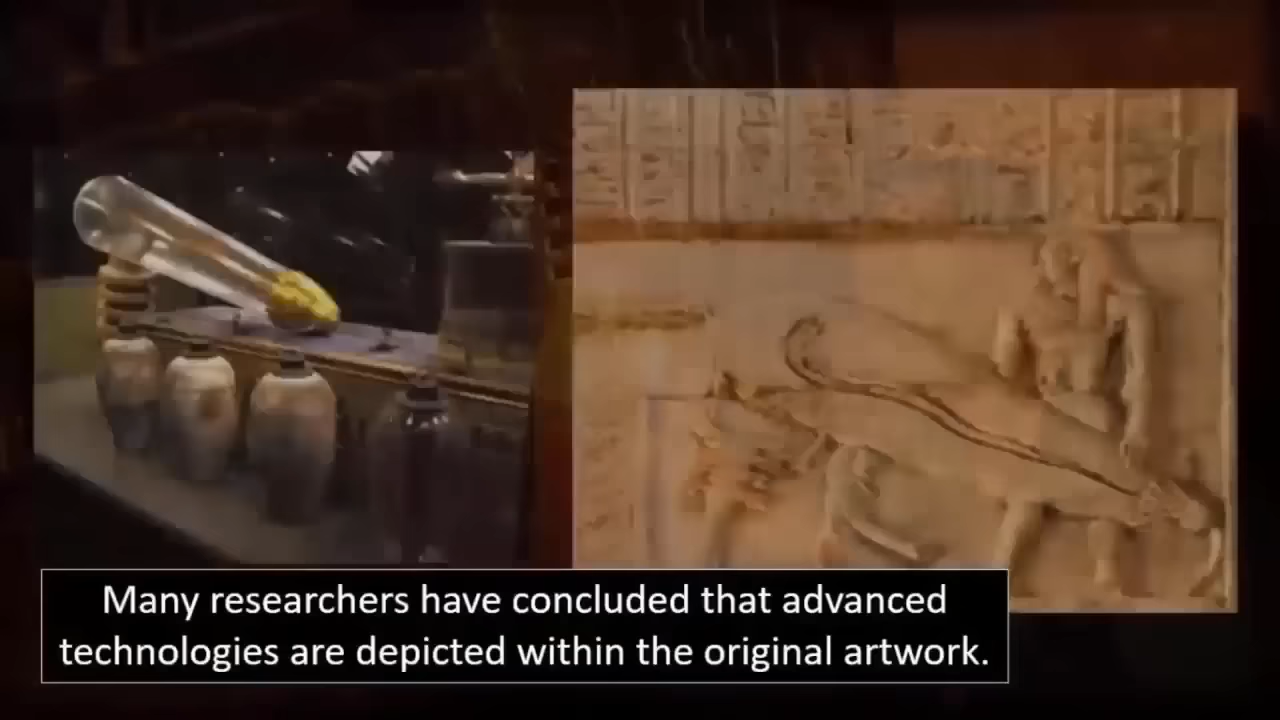 Many researchers have concluded that advanced
technologies are depicted within the original artwork.